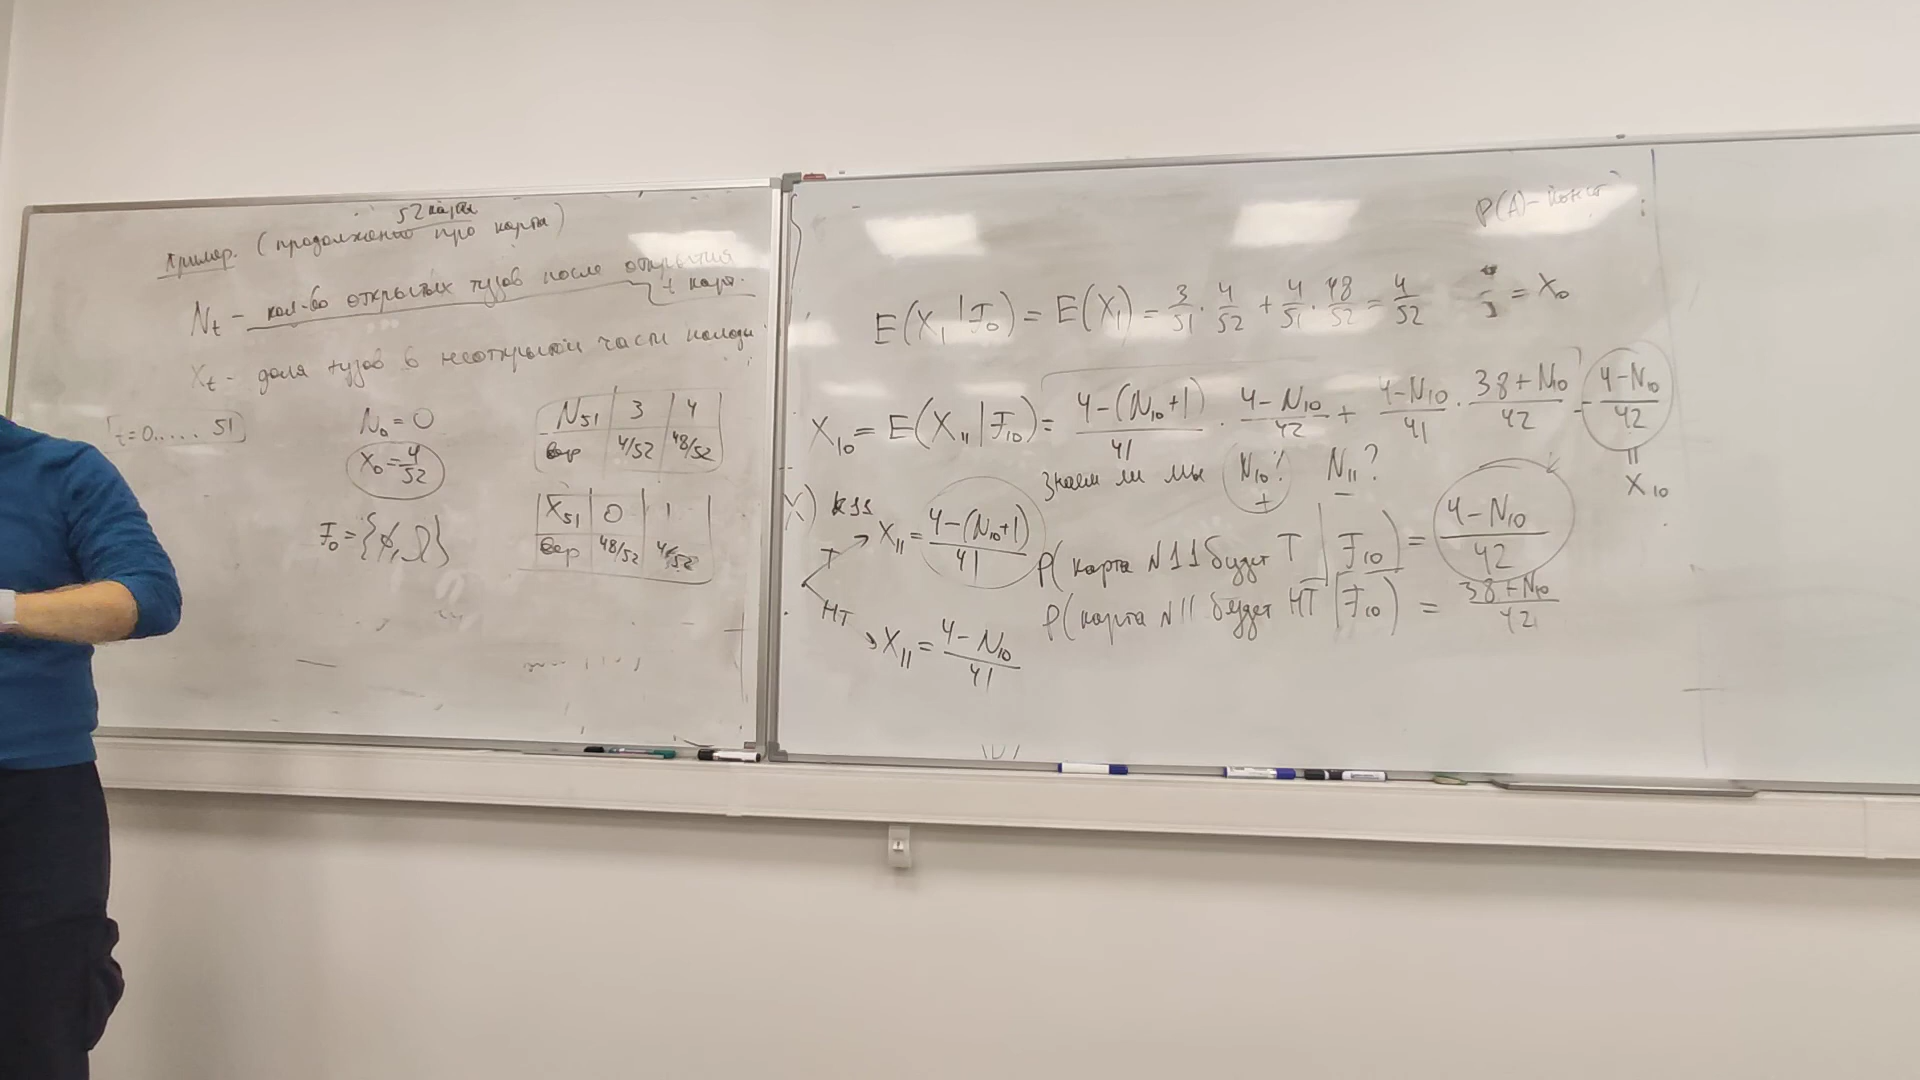 Пример. (продолжение про карты)
52 карты
N_t - кол-во открытых тузов после открытия
t карт.
X_t - доля тузов в неоткрытой части колоды
t=0,....,51
N_0 = 0
X_0 = 4/52
F_0 = {∅, Ω}
N_51 | 3 | 4
вер | 4/52 | 48/52
X_51 | 0 | 1
вер | 48/52 | 4/52
P(A) -
E(X_1 | F_0) = E(X_1) = 3/51 · 4/52 + 4/51 · 48/52 = 4/52 = X_0
X_10 = E(X_11 | F_10) = (4-(N_10+1))/41 · (4-N_10)/42 + (4-N_10)/41 · (38+N_10)/42 = (4-N_10)/42
= X_10
Знаем ли мы N_10? N_11?
+ -
T → X_11 = (4-(N_10+1))/41
НТ → X_11 = (4-N_10)/41
P(карта N11 будет T | F_10) = (4-N_10)/42
P(карта N11 будет НТ | F_10) = (38+N_10)/42